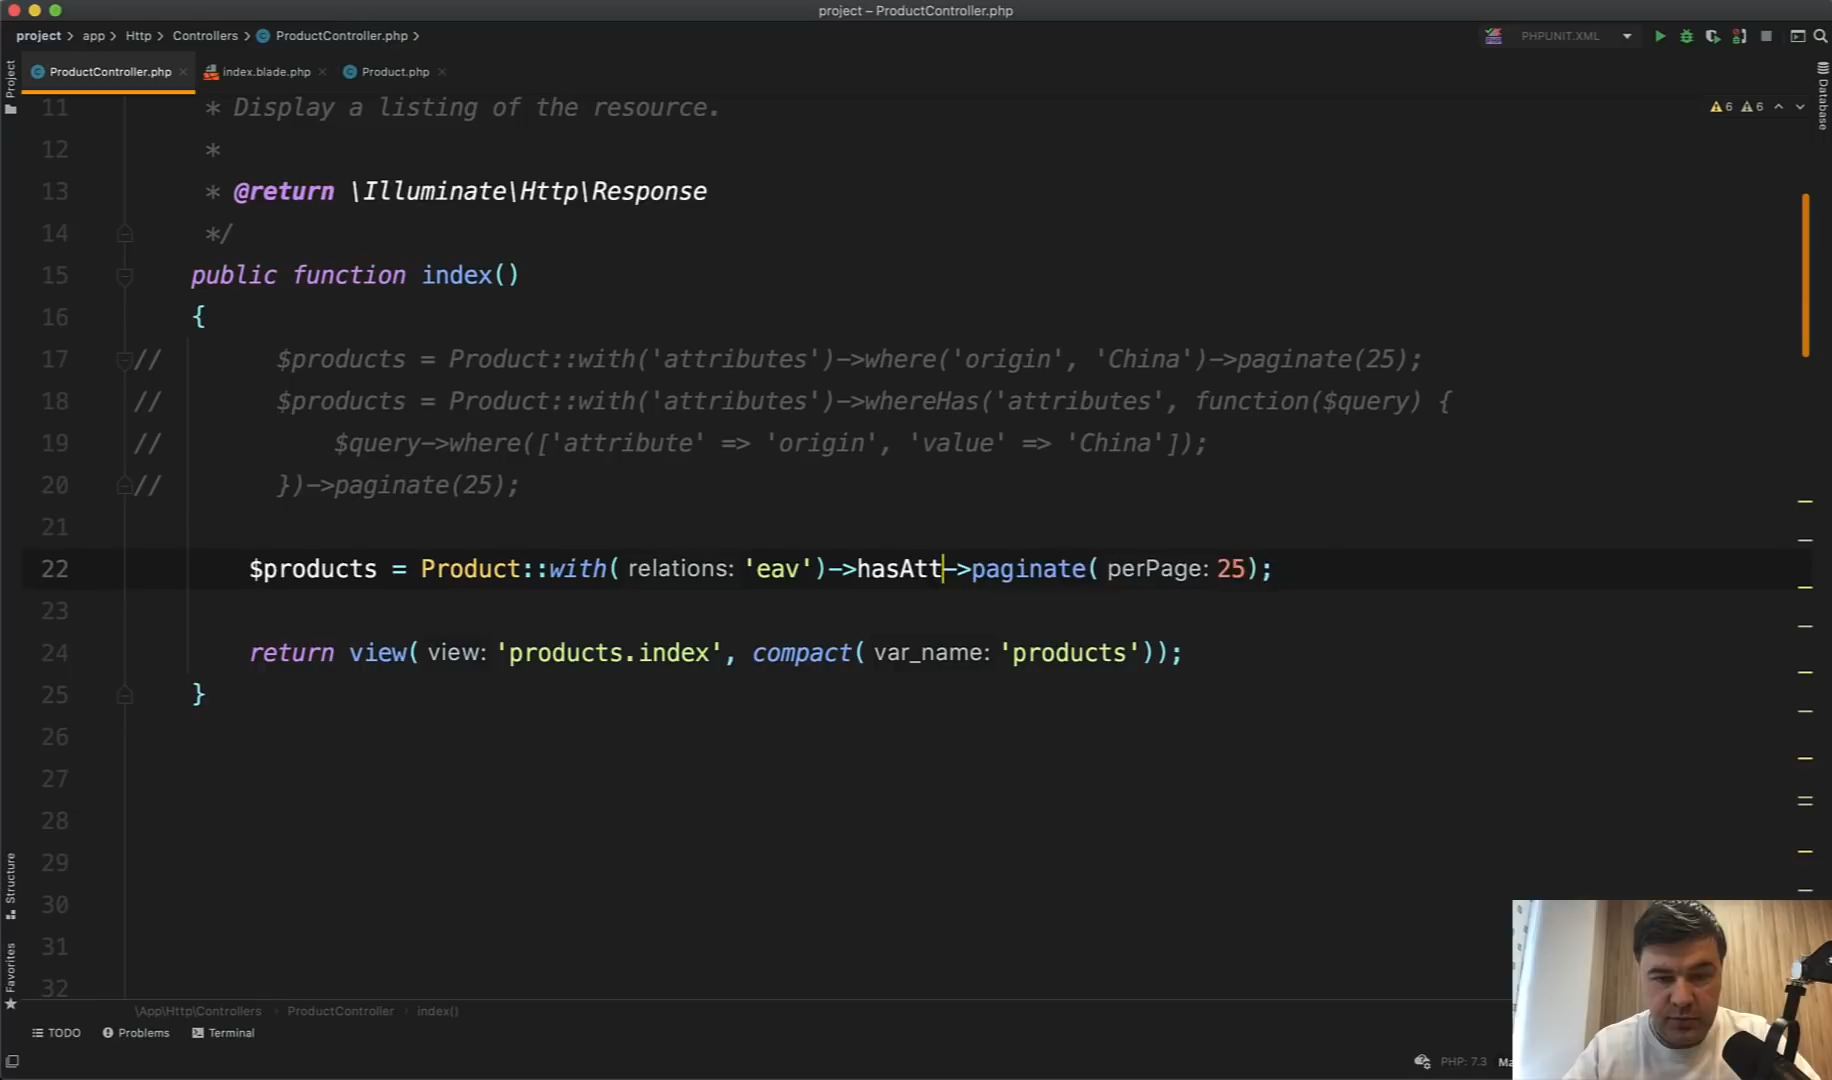 project – ProductController.php
project > app > Http > Controllers > ProductController.php >
PHPUNIT.XML
ProductController.php
index.blade.php
Product.php
6 6
Project
Database
11 * Display a listing of the resource.
12 *
13 * @return \Illuminate\Http\Response
14 */
15 public function index()
16 {
17 // $products = Product::with('attributes')->where('origin', 'China')->paginate(25);
18 // $products = Product::with('attributes')->whereHas('attributes', function($query) {
19 // $query->where(['attribute' => 'origin', 'value' => 'China']);
20 // })->paginate(25);
21
22 $products = Product::with( relations: 'eav')->hasAtt->paginate( perPage: 25);
23
24 return view( view: 'products.index', compact( var_name: 'products'));
25 }
26
27
28
29
30
31
32
Structure
Favorites
\App\Http\Controllers > ProductController > index()
TODO
Problems
Terminal
PHP: 7.3